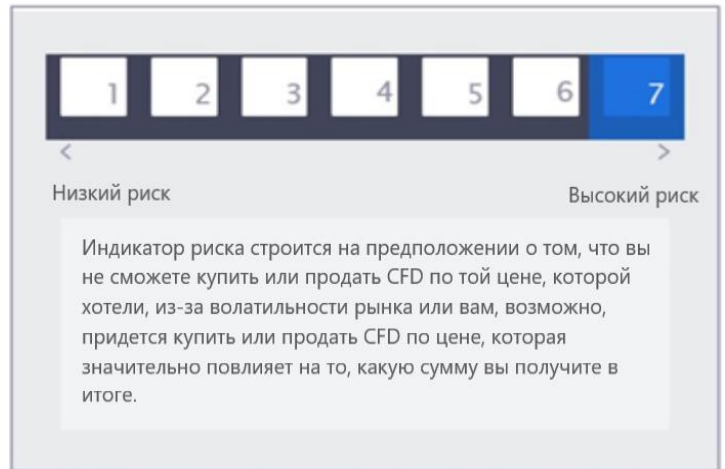 1 2 3 4 5 6 7
< >
Низкий риск Высокий риск
Индикатор риска строится на предположении о том, что вы
не сможете купить или продать CFD по той цене, которой
хотели, из-за волатильности рынка или вам, возможно,
придется купить или продать CFD по цене, которая
значительно повлияет на то, какую сумму вы получите в
итоге.